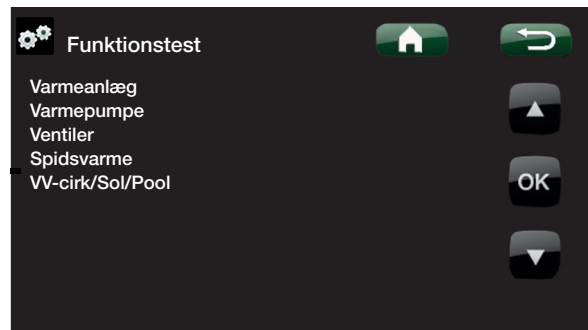 Funktionstest
Varmeanlæg
Varmepumpe
Ventiler
Spidsvarme
VV-cirk/Sol/Pool
OK